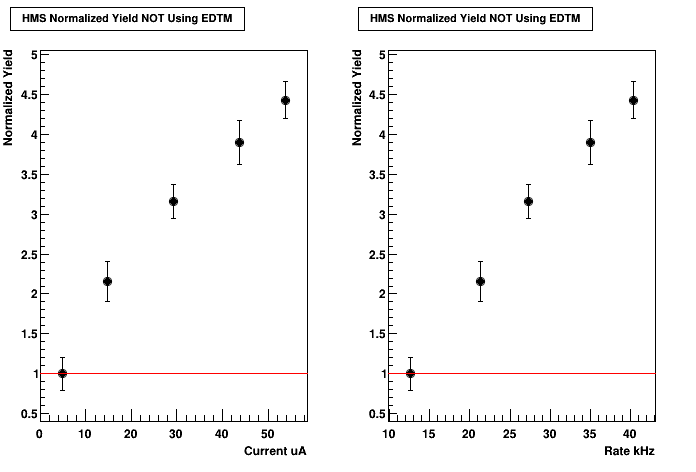 HMS Normalized Yield NOT Using EDTM
Normalized Yield
5
4.5
4
3.5
3
2.5
2
1.5
1
0.5
0 10 20 30 40 50
Current uA
HMS Normalized Yield NOT Using EDTM
Normalized Yield
5
4.5
4
3.5
3
2.5
2
1.5
1
0.5
10 15 20 25 30 35 40
Rate kHz